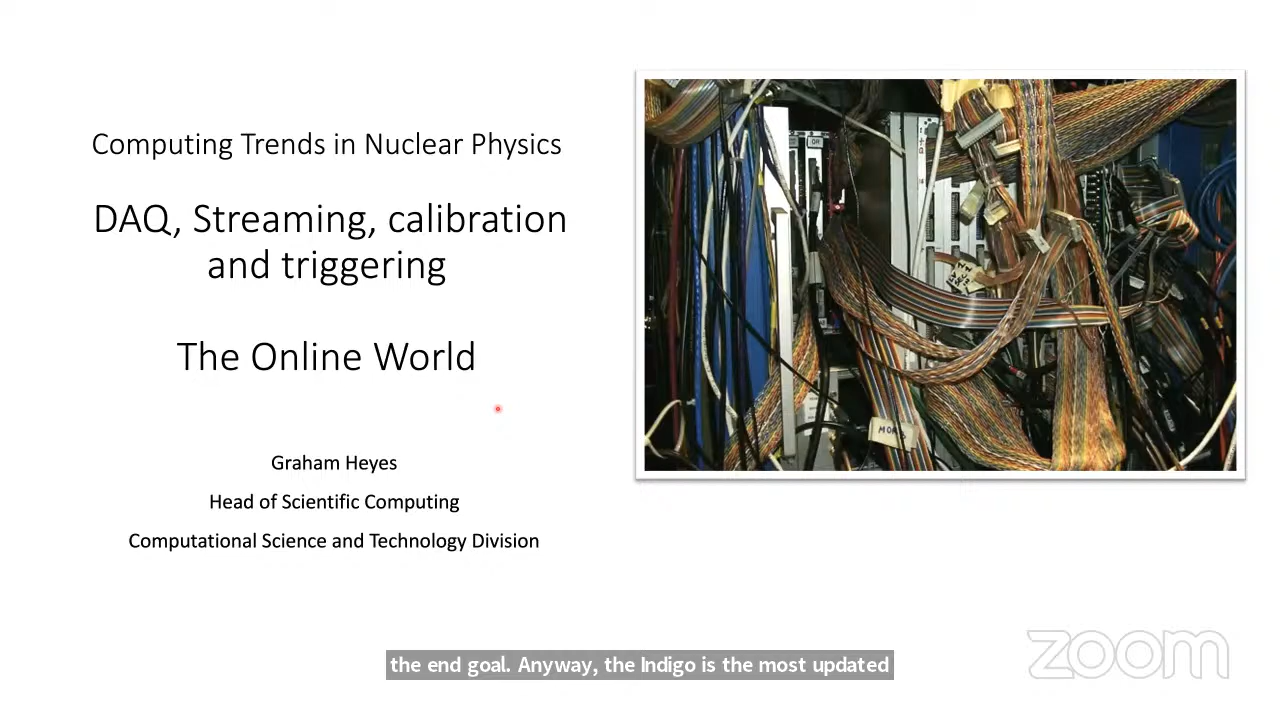 Computing Trends in Nuclear Physics
DAQ, Streaming, calibration
and triggering
The Online World
Graham Heyes
Head of Scientific Computing
Computational Science and Technology Division
the end goal. Anyway, the Indigo is the most updated
zoom